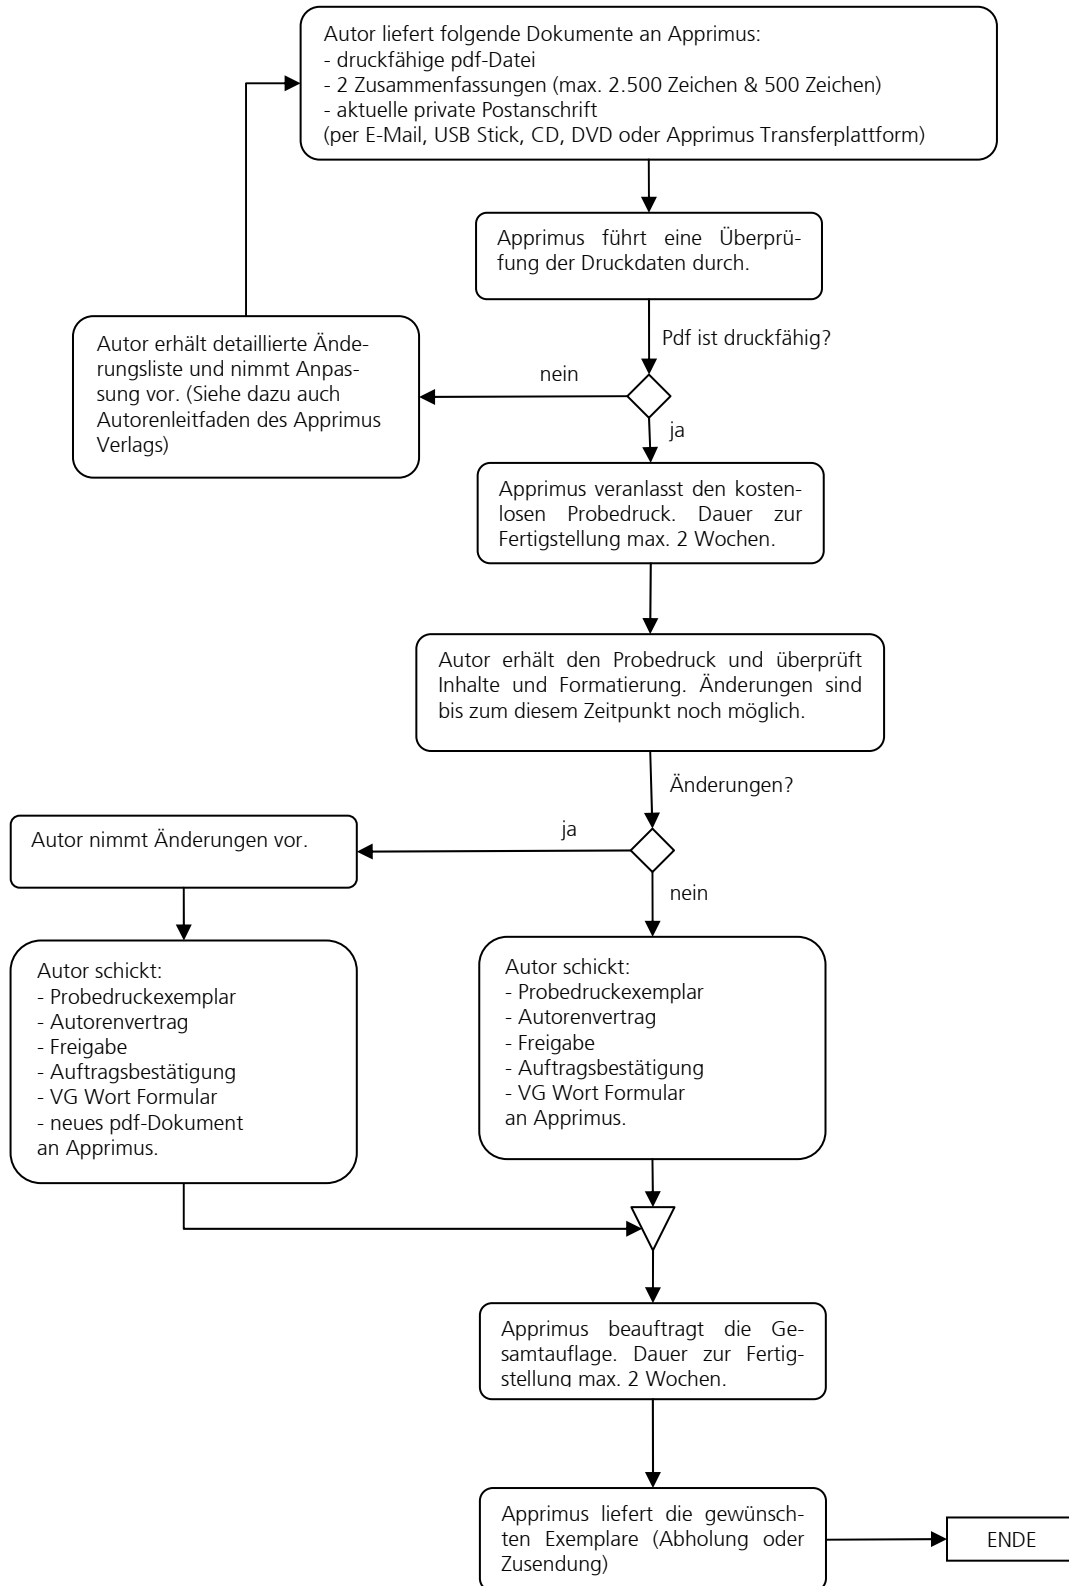 Autor liefert folgende Dokumente an Apprimus:
- druckfähige pdf-Datei
- 2 Zusammenfassungen (max. 2.500 Zeichen & 500 Zeichen)
- aktuelle private Postanschrift
(per E-Mail, USB Stick, CD, DVD oder Apprimus Transferplattform)
Apprimus führt eine Überprü-
fung der Druckdaten durch.
Pdf ist druckfähig?
nein
Autor erhält detaillierte Ände-
rungsliste und nimmt Anpas-
sung vor. (Siehe dazu auch
Autorenleitfaden des Apprimus
Verlags)
ja
Apprimus veranlasst den kosten-
losen Probedruck. Dauer zur
Fertigstellung max. 2 Wochen.
Autor erhält den Probedruck und überprüft
Inhalte und Formatierung. Änderungen sind
bis zum diesem Zeitpunkt noch möglich.
Änderungen?
ja
Autor nimmt Änderungen vor.
nein
Autor schickt:
- Probedruckexemplar
- Autorenvertrag
- Freigabe
- Auftragsbestätigung
- VG Wort Formular
- neues pdf-Dokument
an Apprimus.
Autor schickt:
- Probedruckexemplar
- Autorenvertrag
- Freigabe
- Auftragsbestätigung
- VG Wort Formular
an Apprimus.
Apprimus beauftragt die Ge-
samtauflage. Dauer zur Fertig-
stellung max. 2 Wochen.
Apprimus liefert die gewünsch-
ten Exemplare (Abholung oder
Zusendung)
ENDE